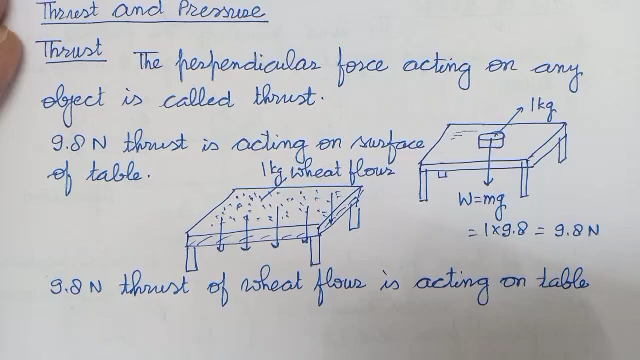 Thrust and Pressure
Thrust The perpendicular force acting on any
object is called thrust.
1kg
9.8 N thrust is acting on surface
of table.
1kg wheat flour
W=mg
= 1×9.8 = 9.8 N
9.8 N thrust of wheat flour is acting on table